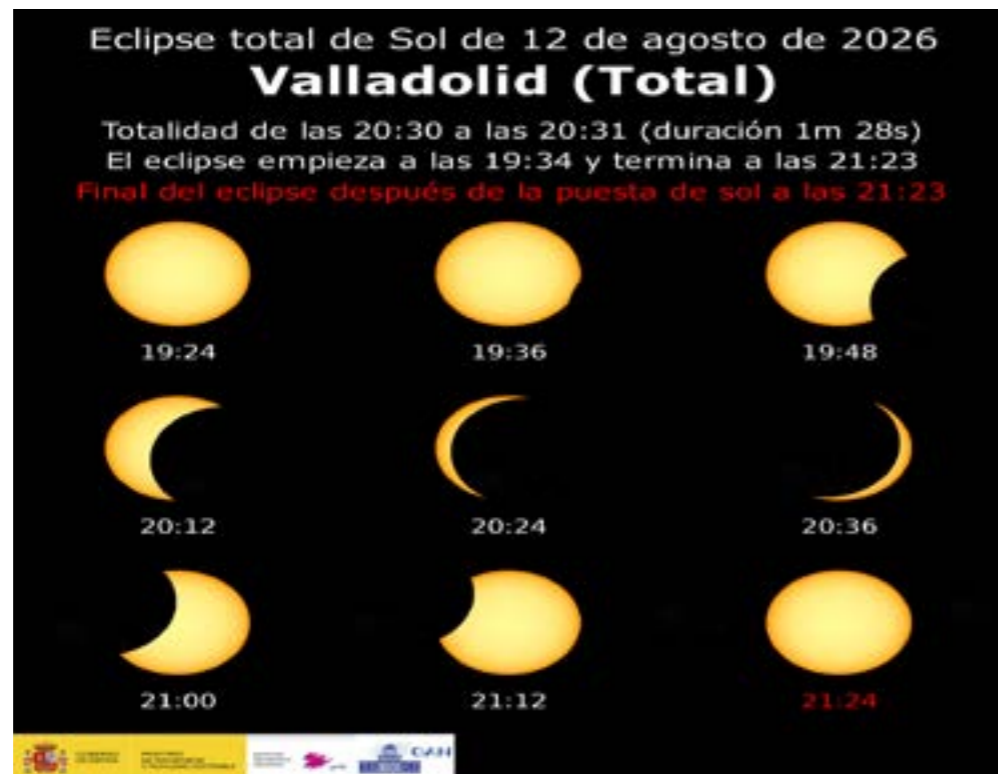 Eclipse total de Sol de 12 de agosto de 2026
Valladolid (Total)
Totalidad de las 20:30 a las 20:31 (duración 1m 28s)
El eclipse empieza a las 19:34 y termina a las 21:23
Final del eclipse después de la puesta de sol a las 21:23
19:24
19:36
19:48
20:12
20:24
20:36
21:00
21:12
21:24
OAN